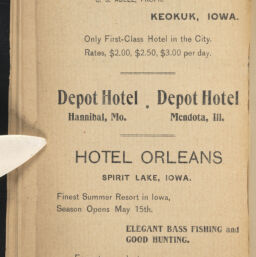 KEOKUK, IOWA.
Only First-Class Hotel in the City.
Rates, $2.00, $2.50, $3.00 per day.
Depot Hotel . Depot Hotel
Hannibal, Mo. Mendota, Ill.
HOTEL ORLEANS
SPIRIT LAKE, IOWA.
Finest Summer Resort in Iowa,
Season Opens May 15th.
ELEGANT BASS FISHING and
GOOD HUNTING.